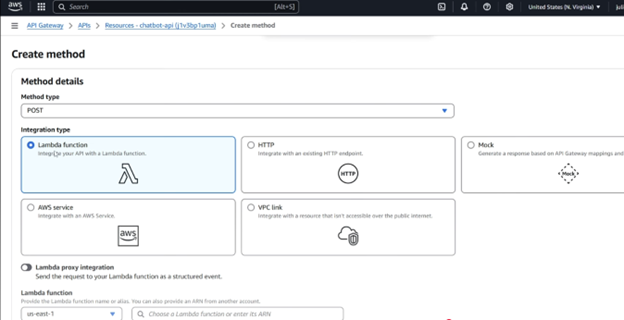 aws
Search [Alt+S] United States (N. Virginia)
API Gateway > APIs > Resources - chatbot-api (j1v3bp1uma) > Create method
Create method
Method details
Method type
POST
Integration type
Lambda function
Integrate your API with a Lambda function.
HTTP
Integrate with an existing HTTP endpoint.
HTTP
Mock
Generate a response based on API Gateway mappings and
Mock
AWS service
Integrate with an AWS Service.
aws
VPC link
Integrate with a resource that isn't accessible over the public internet.
Lambda proxy integration
Send the request to your Lambda function as a structured event.
Lambda function
Provide the Lambda function name or alias. You can also provide an ARN from another account.
us-east-1 Choose a Lambda function or enter its ARN